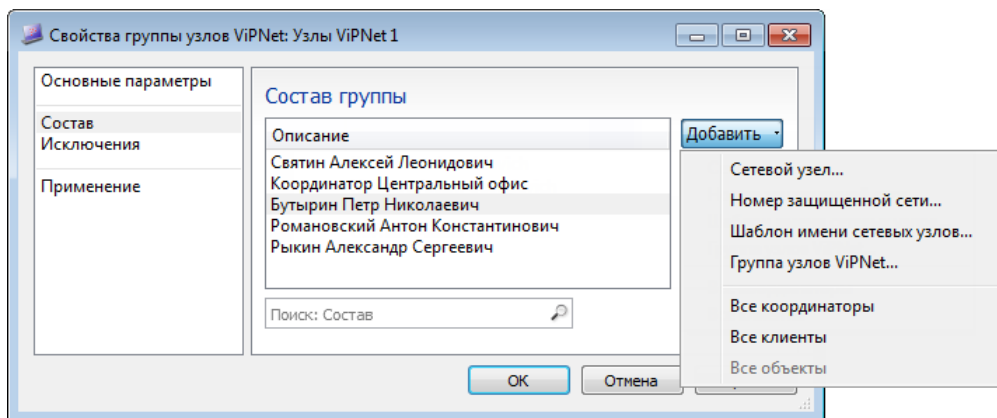 Свойства группы узлов ViPNet: Узлы ViPNet 1
Основные параметры
Состав
Исключения
Применение
Состав группы
Описание
Святин Алексей Леонидович
Координатор Центральный офис
Бутырин Петр Николаевич
Романовский Антон Константинович
Рыкин Александр Сергеевич
Поиск: Состав
Добавить
Сетевой узел...
Номер защищенной сети...
Шаблон имени сетевых узлов...
Группа узлов ViPNet...
Все координаторы
Все клиенты
Все объекты
OK
Отмена